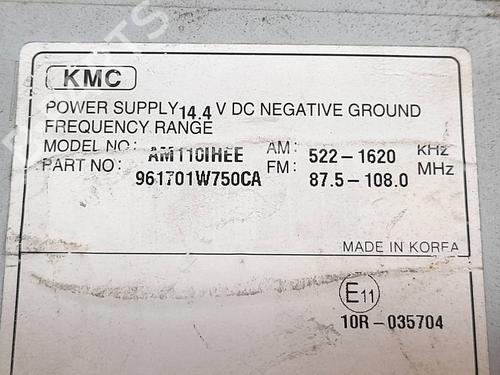 KMC
POWER SUPPLY 14.4 V DC NEGATIVE GROUND
FREQUENCY RANGE
MODEL NO: AM110IHEE AM: 522-1620 KHz
PART NO: 961701W750CA FM: 87.5-108.0 MHz
MADE IN KOREA
E11
10R-035704